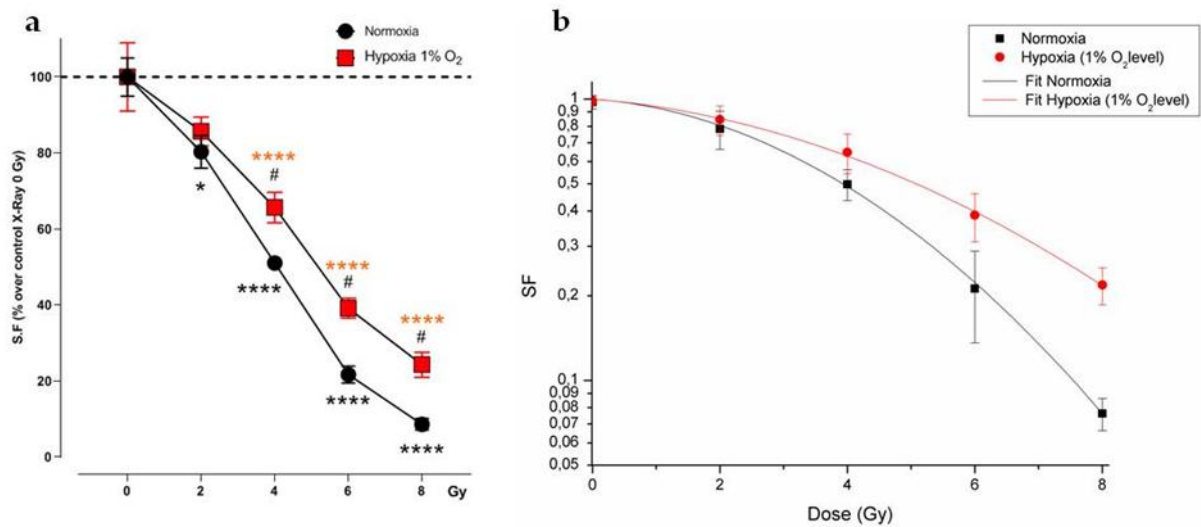 a
Normoxia
Hypoxia 1% O₂
S.F (% over control X-Ray 0 Gy)
100
80
60
40
20
0
****
#
*
****
****
#
****
****
#
****
0 2 4 6 8 Gy
b
Normoxia
Hypoxia (1% O₂level)
Fit Normoxia
Fit Hypoxia (1% O₂level)
SF
1
0,9
0,8
0,7
0,6
0,5
0,4
0,3
0,2
0,1
0,09
0,08
0,07
0,06
0,05
0 2 4 6 8
Dose (Gy)